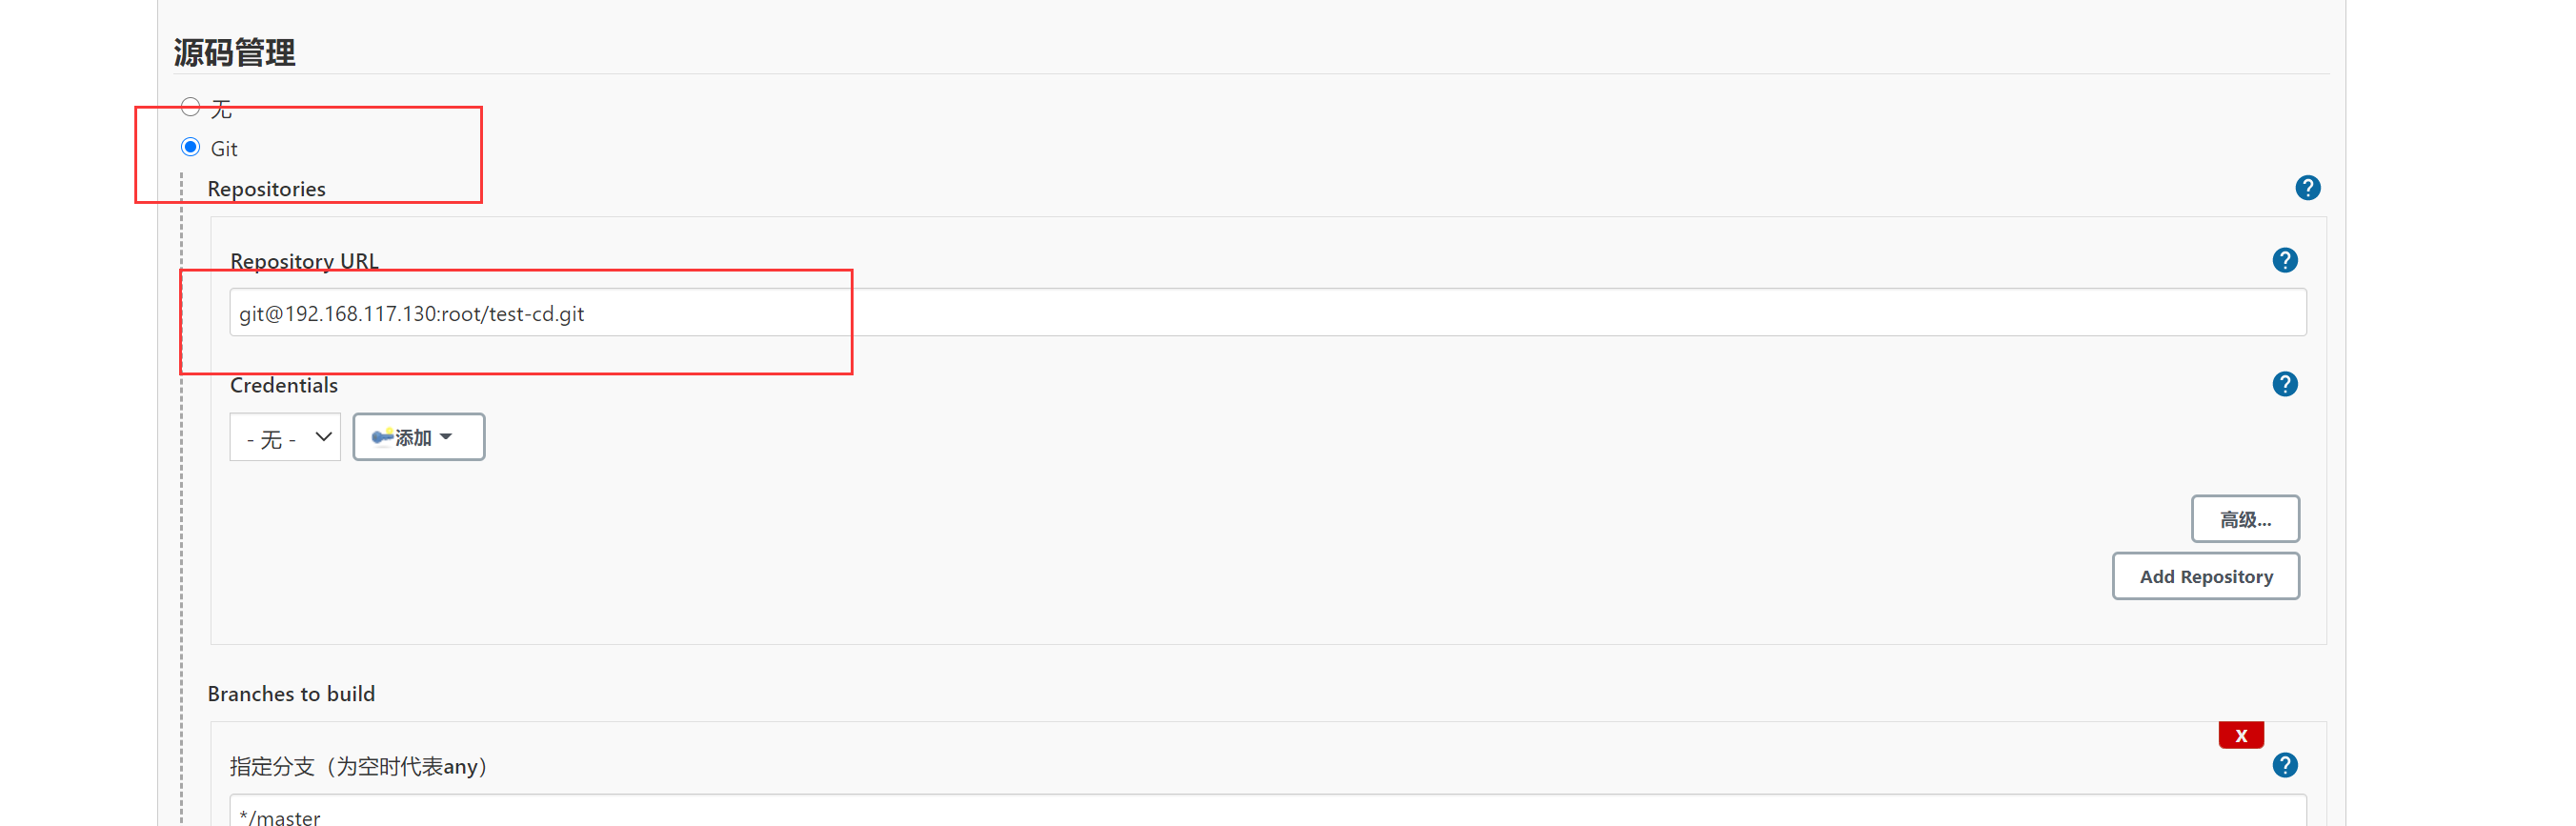 源码管理
无
Git
Repositories
?
Repository URL
?
git@192.168.117.130:root/test-cd.git
Credentials
?
- 无 -
添加
高级...
Add Repository
Branches to build
X
指定分支（为空时代表any）
?
*/master